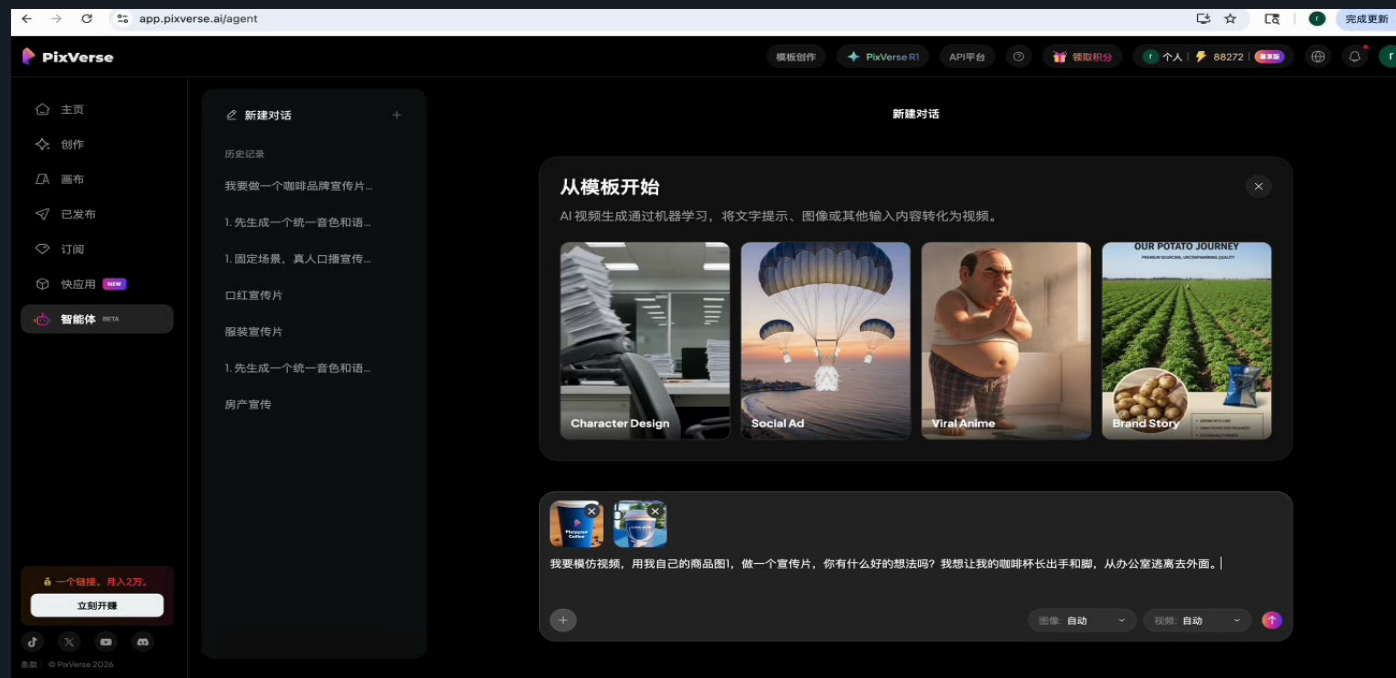 app.pixverse.ai/agent
完成更新
PixVerse
模板创作
PixVerse R1
API平台
领取积分
个人
88272
尊享版
主页
创作
画布
已发布
订阅
快应用 NEW
智能体 BETA
一个链接，月入2万。
立刻开赚
条款
© PixVerse 2026
新建对话
历史记录
我要做一个咖啡品牌宣传片...
1. 先生成一个统一音色和语...
1. 固定场景，真人口播宣传...
口红宣传片
服装宣传片
1. 先生成一个统一音色和语...
房产宣传
新建对话
从模板开始
AI 视频生成通过机器学习，将文字提示、图像或其他输入内容转化为视频。
Character Design
Social Ad
Viral Anime
OUR POTATO JOURNEY
PREMIUM SOURCING, UNCOMPROMISING QUALITY
Brand Story
PixVerse
Coffee
我要模仿视频，用我自己的商品图1，做一个宣传片，你有什么好的想法吗？我想让我的咖啡杯长出手和脚，从办公室逃离去外面。
图像: 自动
视频: 自动